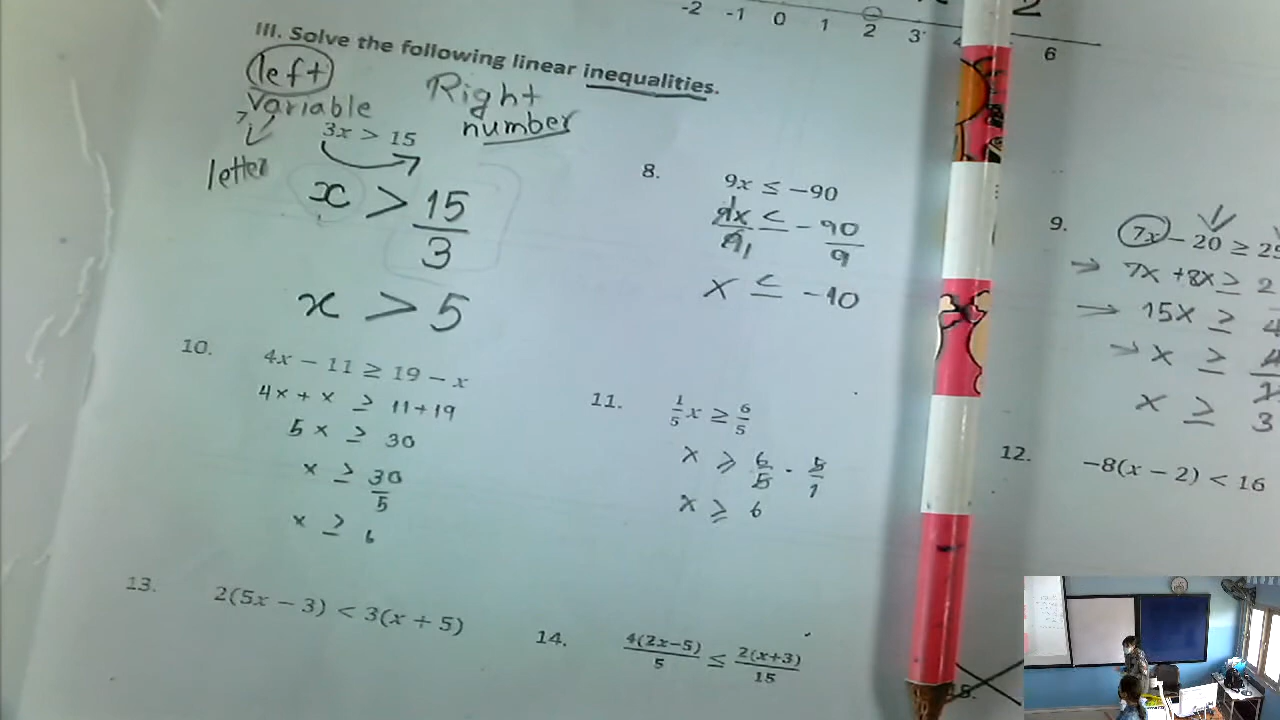 -2 -1 0 1 2 3 6
III. Solve the following linear inequalities.
left
variable
letter
Right
number
3x > 15
x > 15/3
x > 5
8. 9x ≤ -90
9x/9 ≤ -90/9
x ≤ -10
9. 7x - 20 ≥ 25
7x + 8x ≥ 2
15x ≥ 4
x ≥
x ≥ 3
10. 4x - 11 ≥ 19 - x
4x + x ≥ 11+19
5x ≥ 30
x ≥ 30/5
x ≥ 6
11. 1/5 x ≥ 6/5
x ≥ 6/5 · 5/1
x ≥ 6
12. -8(x - 2) < 16
13. 2(5x - 3) < 3(x + 5)
14. 4(2x-5)/5 ≤ 2(x+3)/15